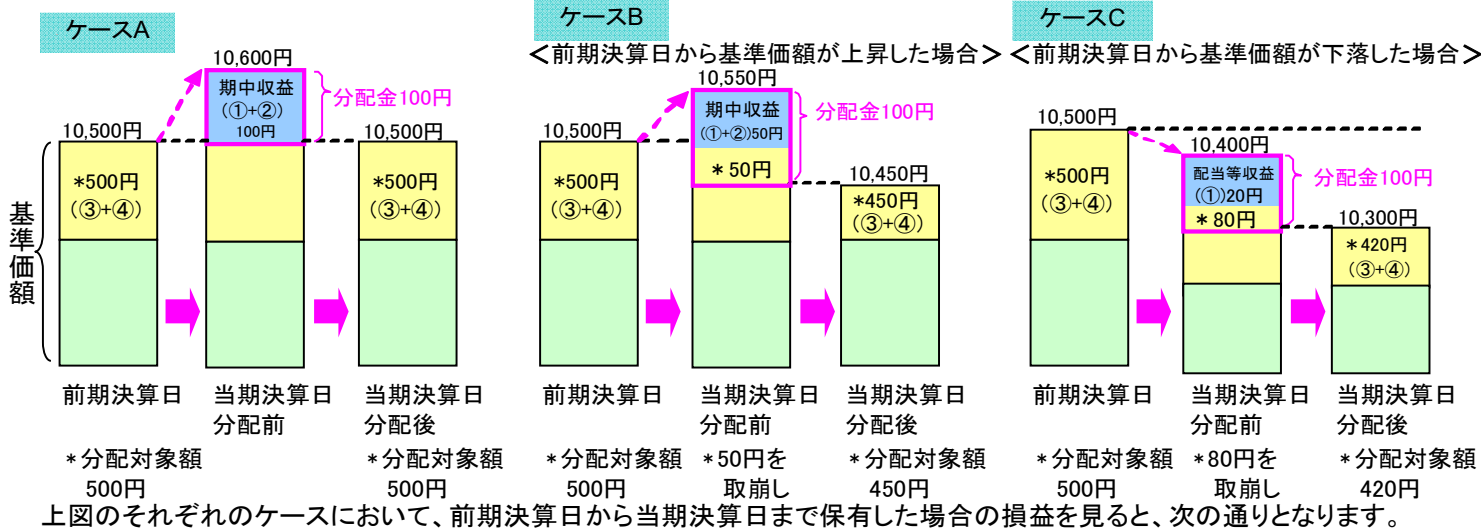 ケースA
10,600円
期中収益
(①+②)
100円
分配金100円
10,500円
10,500円
*500円
(③+④)
*500円
(③+④)
基準価額
前期決算日
当期決算日
分配前
当期決算日
分配後
*分配対象額
500円
*分配対象額
500円
ケースB
<前期決算日から基準価額が上昇した場合>
10,550円
期中収益
(①+②)50円
*50円
分配金100円
10,500円
*500円
(③+④)
10,450円
*450円
(③+④)
前期決算日
当期決算日
分配前
当期決算日
分配後
*分配対象額
500円
*50円を
取崩し
*分配対象額
450円
ケースC
<前期決算日から基準価額が下落した場合>
10,500円
*500円
(③+④)
10,400円
配当等収益
(①)20円
*80円
分配金100円
10,300円
*420円
(③+④)
前期決算日
当期決算日
分配前
当期決算日
分配後
*分配対象額
500円
*80円を
取崩し
*分配対象額
420円
上図のそれぞれのケースにおいて、前期決算日から当期決算日まで保有した場合の損益を見ると、次の通りとなります。